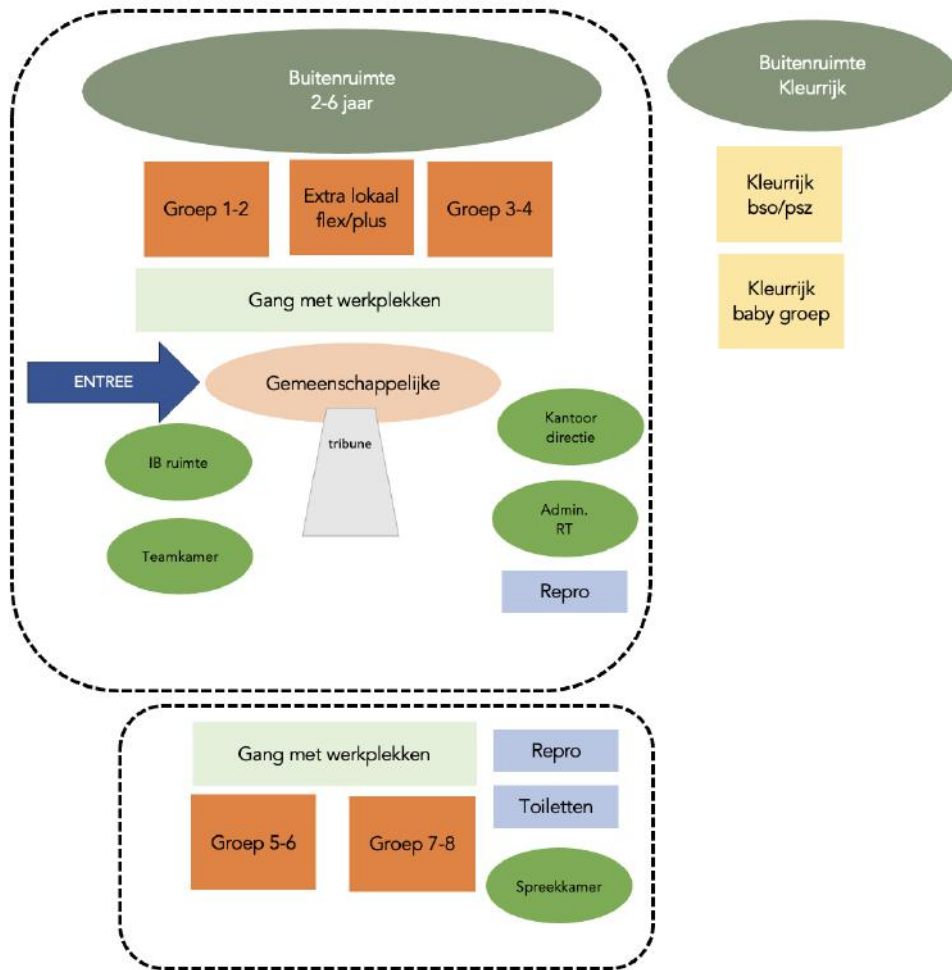 Buitenruimte
2-6 jaar
Buitenruimte
Kleurrijk
Groep 1-2
Extra lokaal
flex/plus
Groep 3-4
Kleurrijk
bso/psz
Gang met werkplekken
Kleurrijk
baby groep
ENTREE
Gemeenschappelijke
tribune
Kantoor
directie
IB ruimte
Admin.
RT
Teamkamer
Repro
Gang met werkplekken
Repro
Toiletten
Groep 5-6
Groep 7-8
Spreekkamer